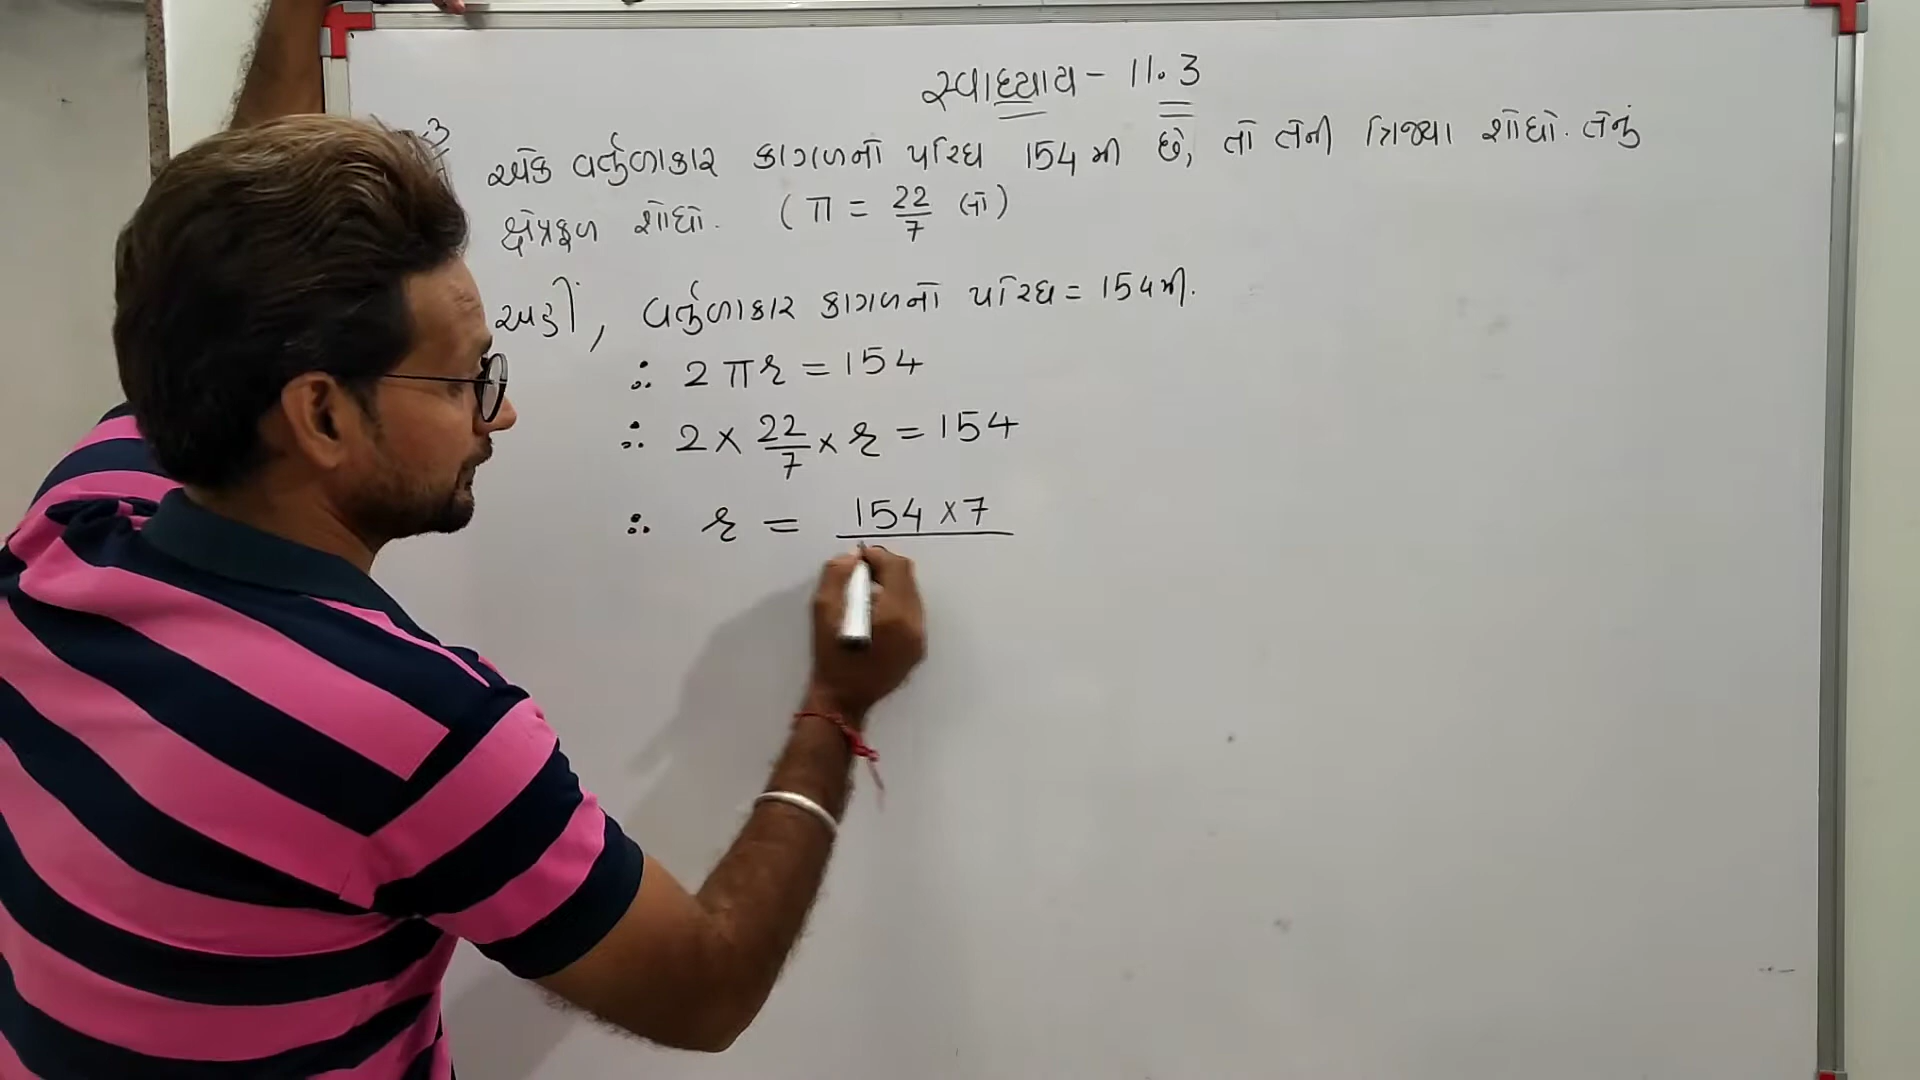 સ્વાધ્યાય - 11.3
એક વર્તુળાકાર કાગળનો પરિઘ 154 મી છે, તો તેની ત્રિજ્યા શોધો. તેનું
ક્ષેત્રફળ શોધો. (π = 22/7 લો)
અહીં, વર્તુળાકાર કાગળનો પરિઘ = 154મી.
∴ 2πr = 154
∴ 2 × 22/7 × r = 154
∴ r = 154 × 7